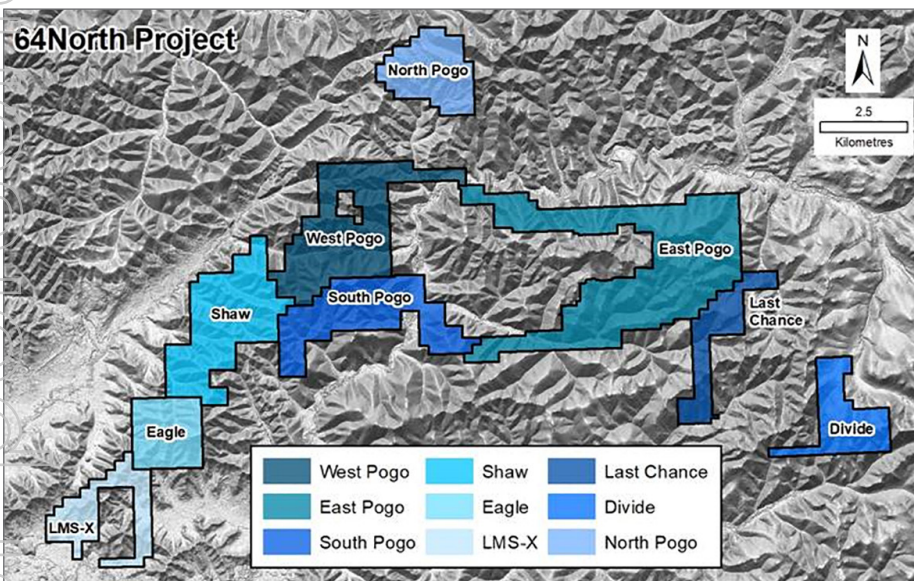 64North Project
North Pogo
N
2.5
Kilometres
West Pogo
East Pogo
South Pogo
Shaw
Last
Chance
Eagle
Divide
LMS-X
West Pogo
Shaw
Last Chance
East Pogo
Eagle
Divide
South Pogo
LMS-X
North Pogo